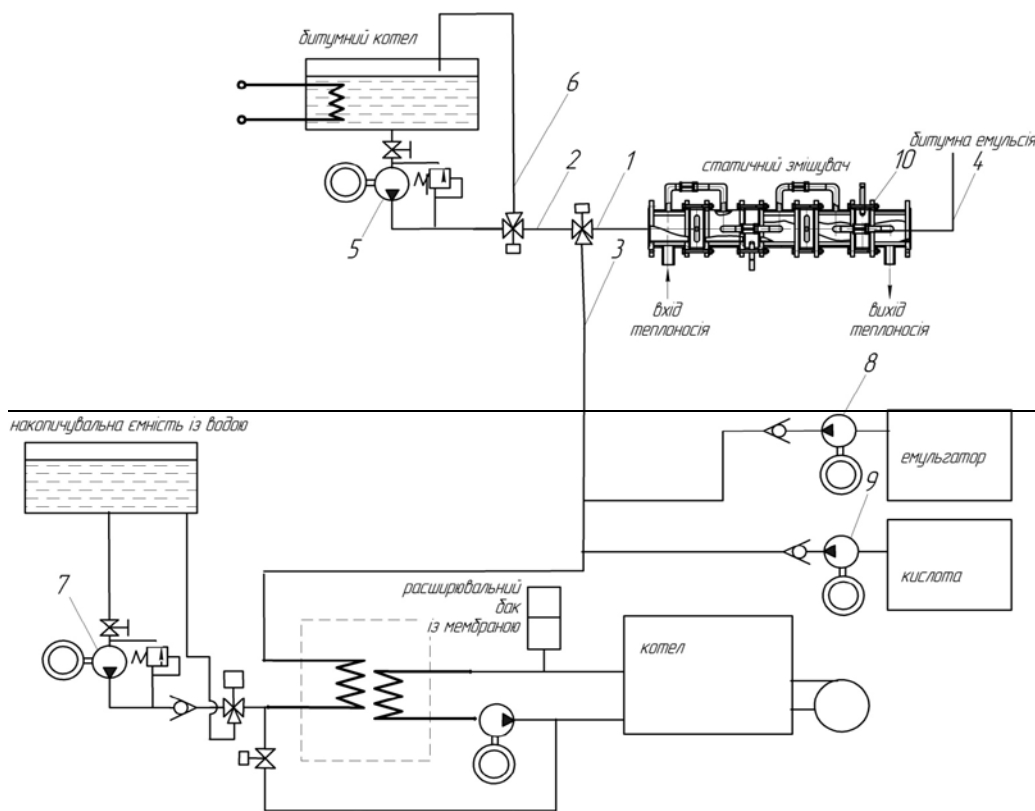 битумний котел
6
2
1
статичний змішувач
10
битумна емульсія
4
5
3
вхід
теплоносія
вихід
теплоносія
8
накопичувальна ємність із водою
емульгатор
9
7
расширювальний
бак
із мембраною
кислота
котел